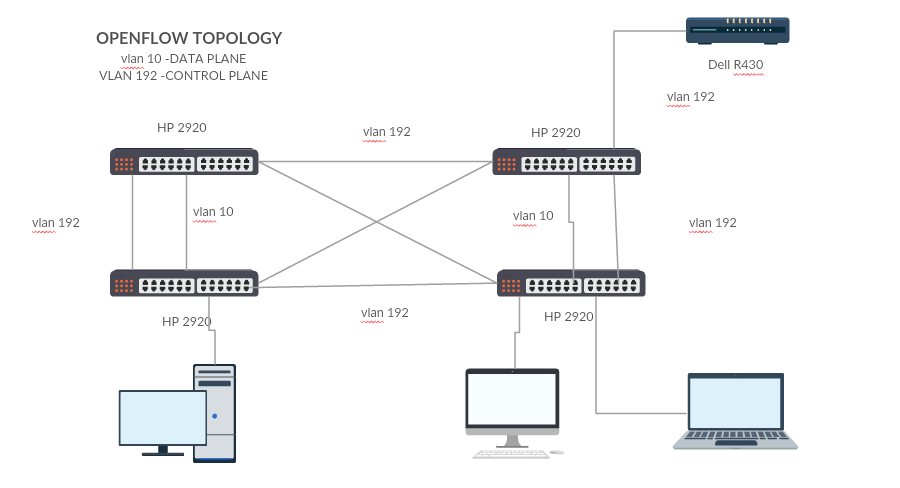 OPENFLOW TOPOLOGY
vlan 10 -DATA PLANE
VLAN 192 -CONTROL PLANE
Dell R430
vlan 192
HP 2920
vlan 192
HP 2920
vlan 192
vlan 10
vlan 10
vlan 192
HP 2920
vlan 192
HP 2920